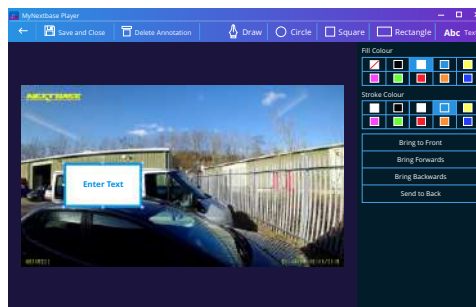 MyNextbase Player
Save and Close Delete Annotation Draw Circle Square Rectangle Abc Tex
Fill Colour
NEXTBASE
Stroke Colour
Bring to Front
Bring Forwards
Enter Text
Bring Backwards
Send to Back